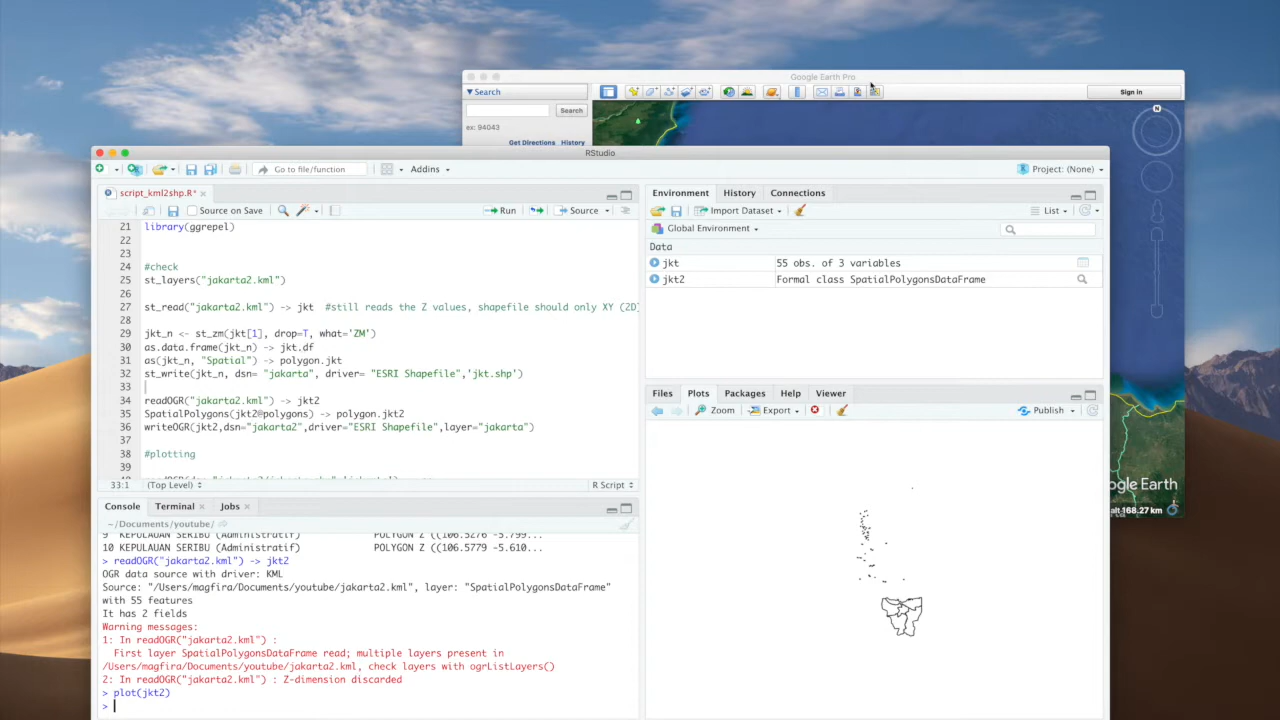 Google Earth Pro
Search
Sign in
N
Search
ex: 94043
Get Directions History
RStudio
Go to file/function
Addins
Project: (None)
script_kml2shp.R*
Environment History Connections
Source on Save
Run
Source
Import Dataset
List
21 library(ggrepel)
Global Environment
22
Data
23
jkt 55 obs. of 3 variables
24 #check
jkt2 Formal class SpatialPolygonsDataFrame
25 st_layers("jakarta2.kml")
26
27 st_read("jakarta2.kml") -> jkt #still reads the Z values, shapefile should only XY (2D)
28
29 jkt_n <- st_zm(jkt[1], drop=T, what='ZM')
30 as.data.frame(jkt_n) -> jkt.df
31 as(jkt_n, "Spatial") -> polygon.jkt
32 st_write(jkt_n, dsn= "jakarta", driver= "ESRI Shapefile",'jkt.shp')
33
34 readOGR("jakarta2.kml") -> jkt2
35 SpatialPolygons(jkt2@polygons) -> polygon.jkt2
36 writeOGR(jkt2,dsn="jakarta2",driver="ESRI Shapefile",layer="jakarta")
37
38 #plotting
39
33:1 (Top Level)
R Script
Files Plots Packages Help Viewer
Zoom Export
Publish
ogle Earth
alt 168.27 km
Console Terminal Jobs
~/Documents/youtube/
9 KEPULAUAN SERIBU (Administratif) POLYGON Z ((106.5276 -5.799...
10 KEPULAUAN SERIBU (Administratif) POLYGON Z ((106.5779 -5.610...
> readOGR("jakarta2.kml") -> jkt2
OGR data source with driver: KML
Source: "/Users/magfira/Documents/youtube/jakarta2.kml", layer: "SpatialPolygonsDataFrame"
with 55 features
It has 2 fields
Warning messages:
1: In readOGR("jakarta2.kml") :
First layer SpatialPolygonsDataFrame read; multiple layers present in
/Users/magfira/Documents/youtube/jakarta2.kml, check layers with ogrListLayers()
2: In readOGR("jakarta2.kml") : Z-dimension discarded
> plot(jkt2)
>